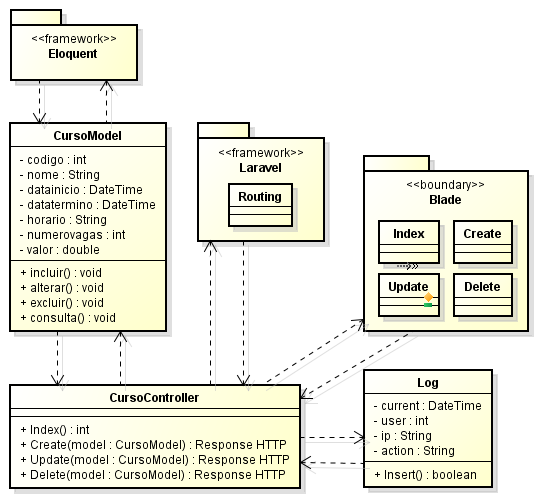 <<framework>>
Eloquent
CursoModel
- codigo : int
- nome : String
- datainicio : DateTime
- datatermino : DateTime
- horario : String
- numerovagas : int
- valor : double
+ incluir() : void
+ alterar() : void
+ excluir() : void
+ consulta() : void
<<framework>>
Laravel
Routing
<<boundary>>
Blade
Index
Create
Update
Delete
CursoController
+ Index() : int
+ Create(model : CursoModel) : Response HTTP
+ Update(model : CursoModel) : Response HTTP
+ Delete(model : CursoModel) : Response HTTP
Log
- current : DateTime
- user : int
- ip : String
- action : String
+ Insert() : boolean